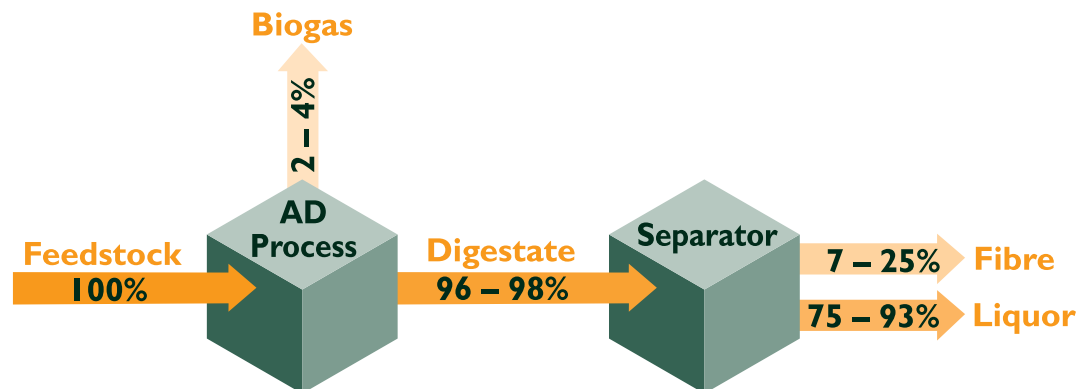 Biogas
2 – 4%
AD
Process
Feedstock
100%
Digestate
96 – 98%
Separator
7 – 25%
Fibre
75 – 93%
Liquor